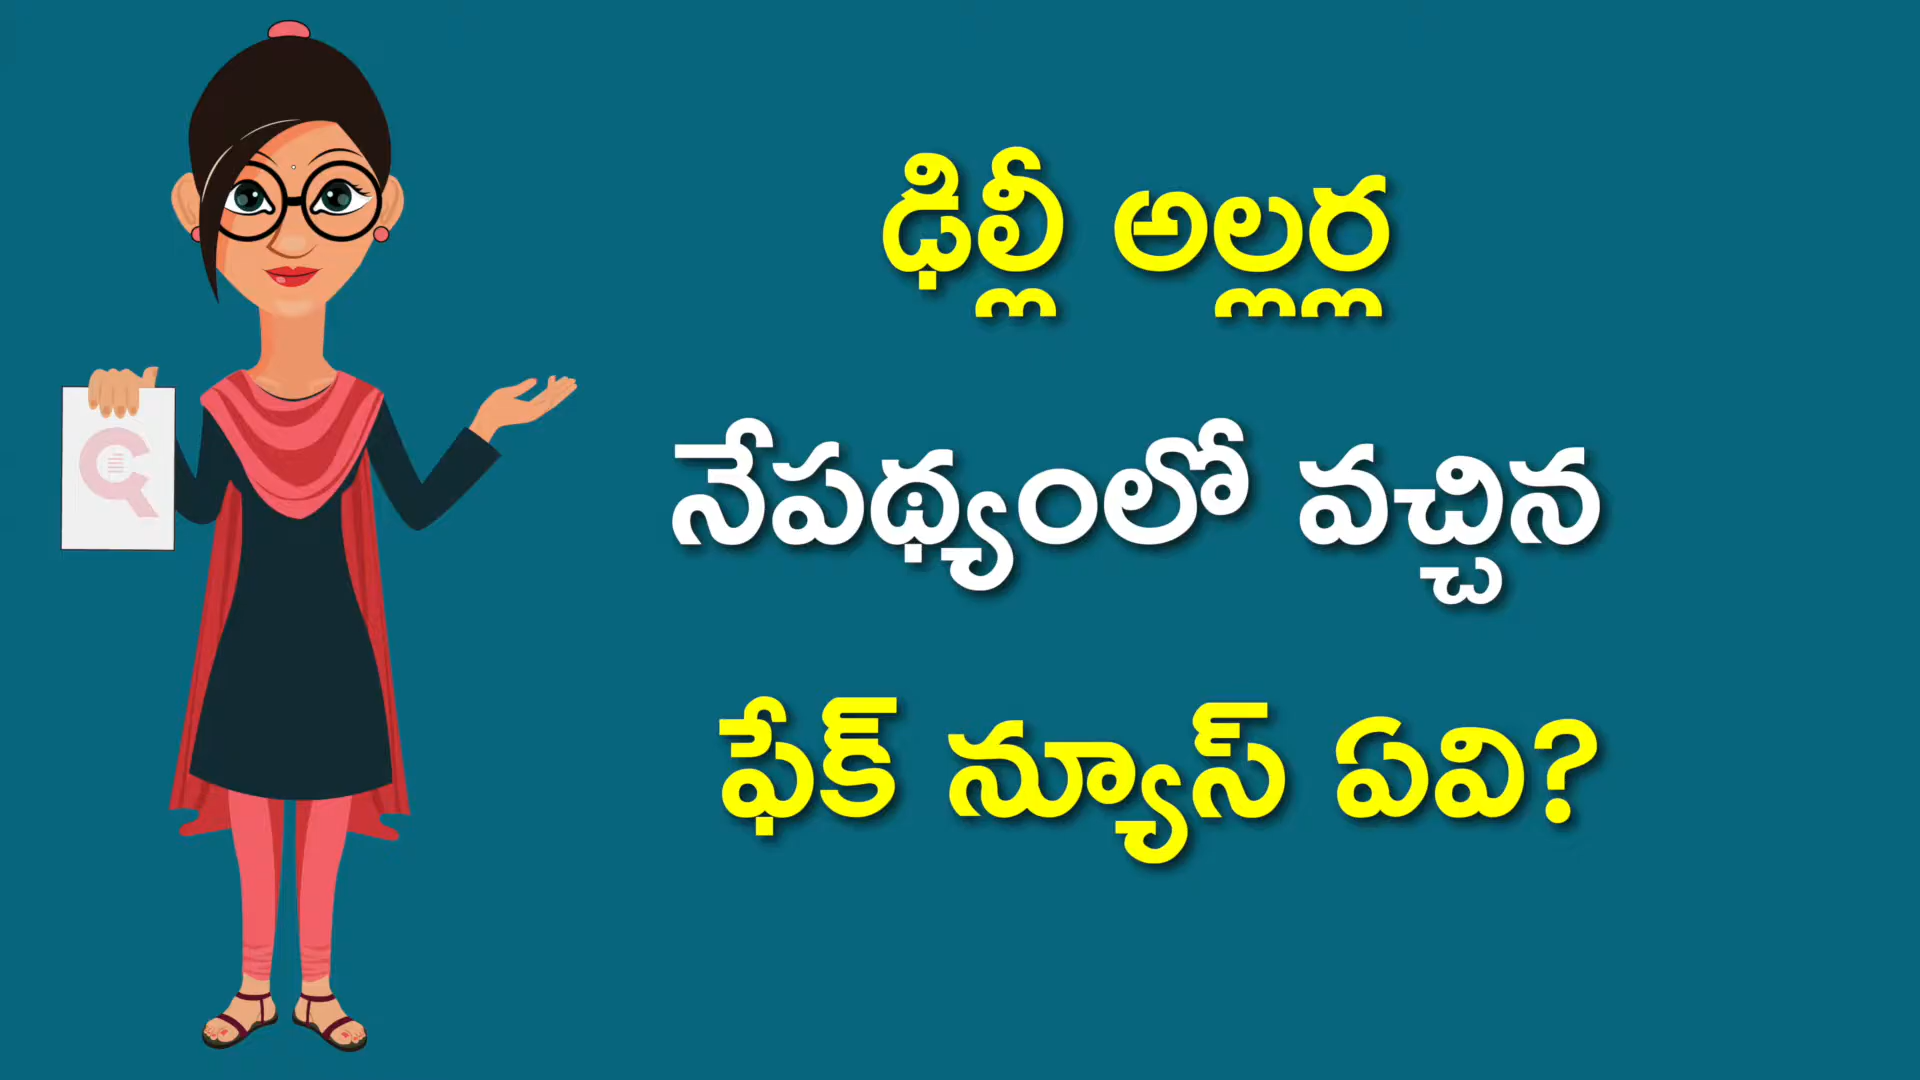 ఢిల్లీ అల్లర్ల
నేపథ్యంలో వచ్చిన
ఫేక్ న్యూస్ ఏవి?